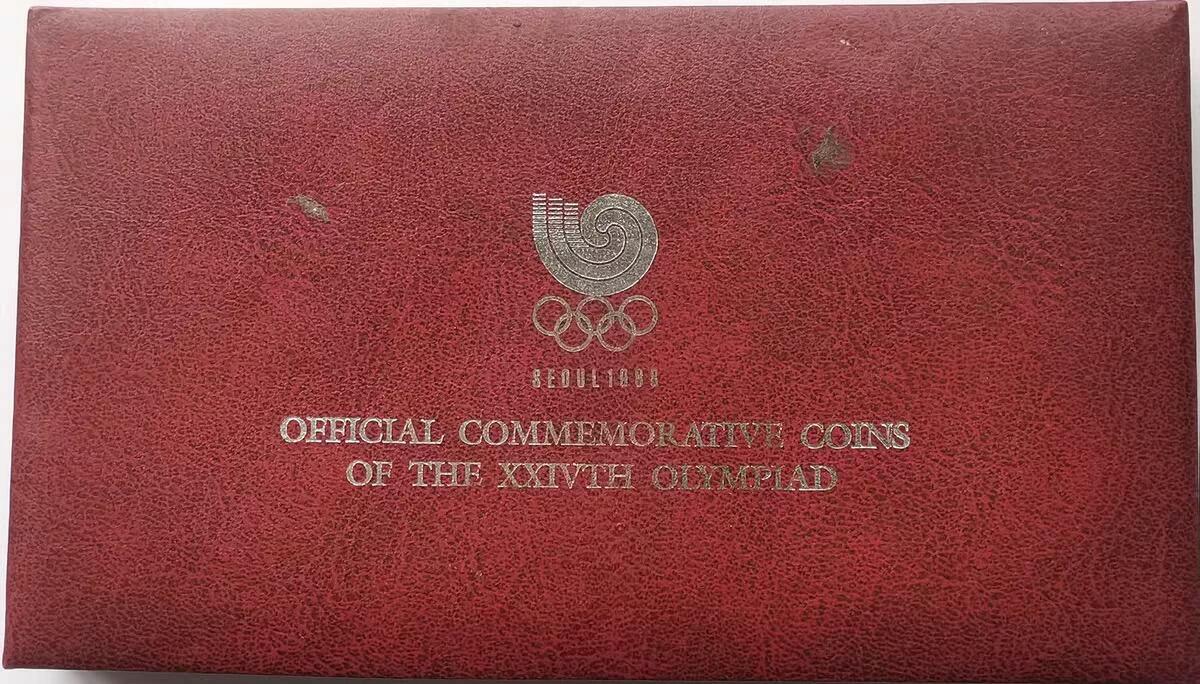 SEOUL 1988
OFFICIAL COMMEMORATIVE COINS
OF THE XXIVTH OLYMPIAD